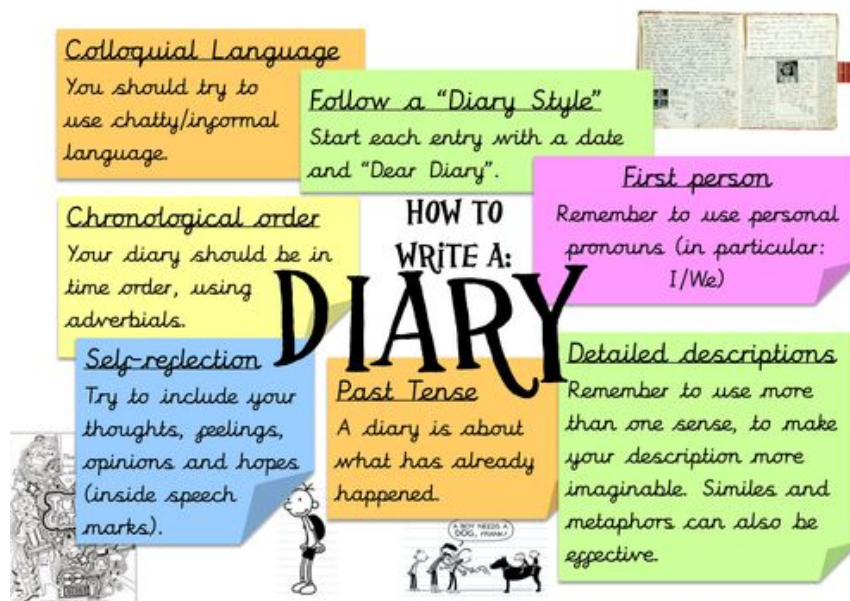 Colloquial Language
You should try to
use chatty/informal
language.
Follow a “Diary Style”
Start each entry with a date
and “Dear Diary”.
First person
Remember to use personal
pronouns (in particular:
I/We)
Chronological order
Your diary should be in
time order, using
adverbials.
HOW TO
WRiTE A:
DIARY
Self-reflection
Try to include your
thoughts, feelings,
opinions and hopes
(inside speech
marks).
Past Tense
A diary is about
what has already
happened.
Detailed descriptions
Remember to use more
than one sense, to make
your description more
imaginable. Similes and
metaphors can also be
effective.
A BOY NEEDS A
DOG, FRANK!